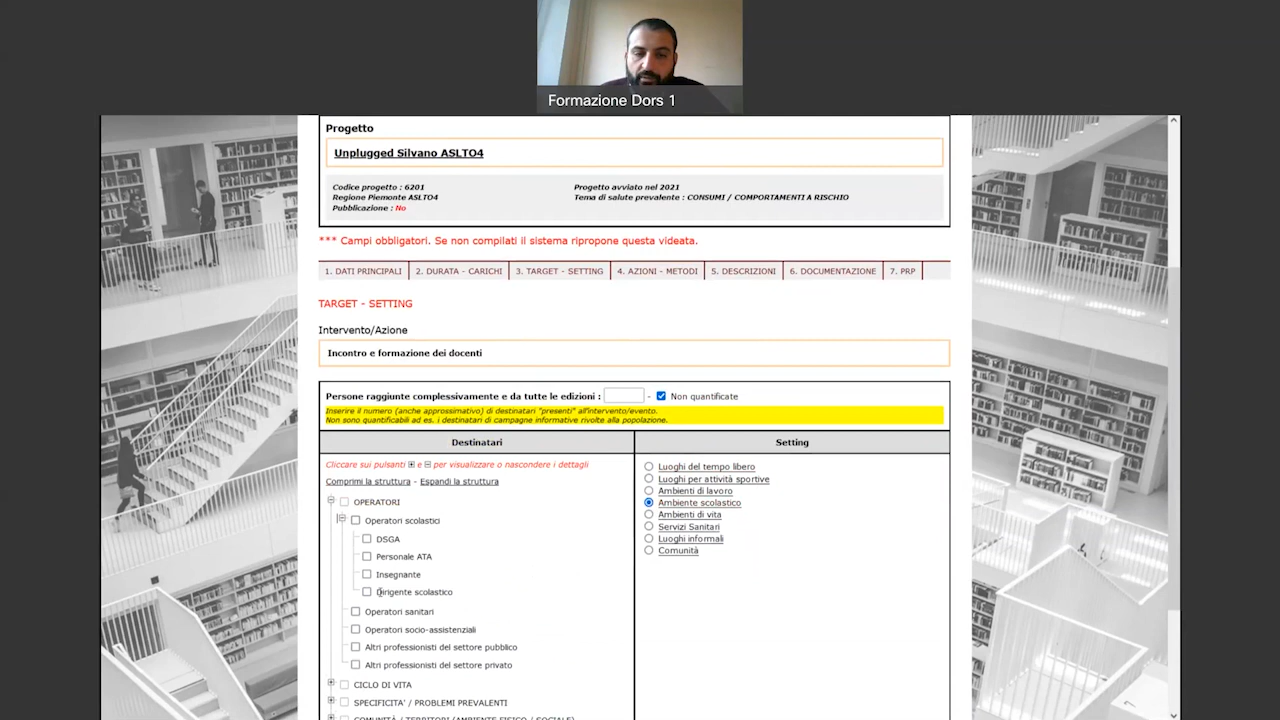 Formazione Dors 1
Progetto
Unplugged Silvano ASLTO4
Codice progetto : 6201
Progetto avviato nel 2021
Regione Piemonte ASLTO4
Tema di salute prevalente : CONSUMI / COMPORTAMENTI A RISCHIO
Pubblicazione : No
*** Campi obbligatori. Se non compilati il sistema ripropone questa videata.
1. DATI PRINCIPALI
2. DURATA - CARICHI
3. TARGET - SETTING
4. AZIONI - METODI
5. DESCRIZIONI
6. DOCUMENTAZIONE
7. PRP
TARGET - SETTING
Intervento/Azione
Incontro e formazione dei docenti
Persone raggiunte complessivamente e da tutte le edizioni : - Non quantificate
Inserire il numero (anche approssimativo) di destinatari "presenti" all'intervento/evento.
Non sono quantificabili ad es. i destinatari di campagne informative rivolte alla popolazione.
Destinatari
Setting
Cliccare sui pulsanti e per visualizzare o nascondere i dettagli
Comprimi la struttura - Espandi la struttura
OPERATORI
Operatori scolastici
DSGA
Personale ATA
Insegnante
Dirigente scolastico
Operatori sanitari
Operatori socio-assistenziali
Altri professionisti del settore pubblico
Altri professionisti del settore privato
CICLO DI VITA
SPECIFICITA' / PROBLEMI PREVALENTI
COMUNITÀ / TERRITORI (AMBIENTE FISICO / SOCIALE)
Luoghi del tempo libero
Luoghi per attività sportive
Ambienti di lavoro
Ambiente scolastico
Ambienti di vita
Servizi Sanitari
Luoghi informali
Comunità